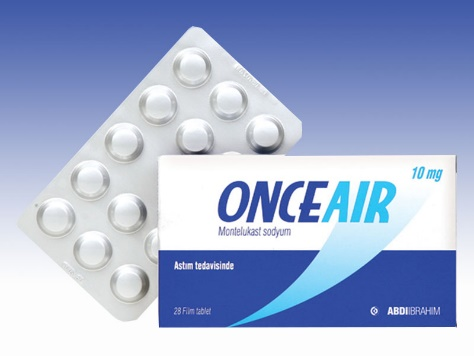 10 mg
ONCEAIR
Montelukast sodyum
Astım tedavisinde
28 Film tablet
ABDİİBRAHİM